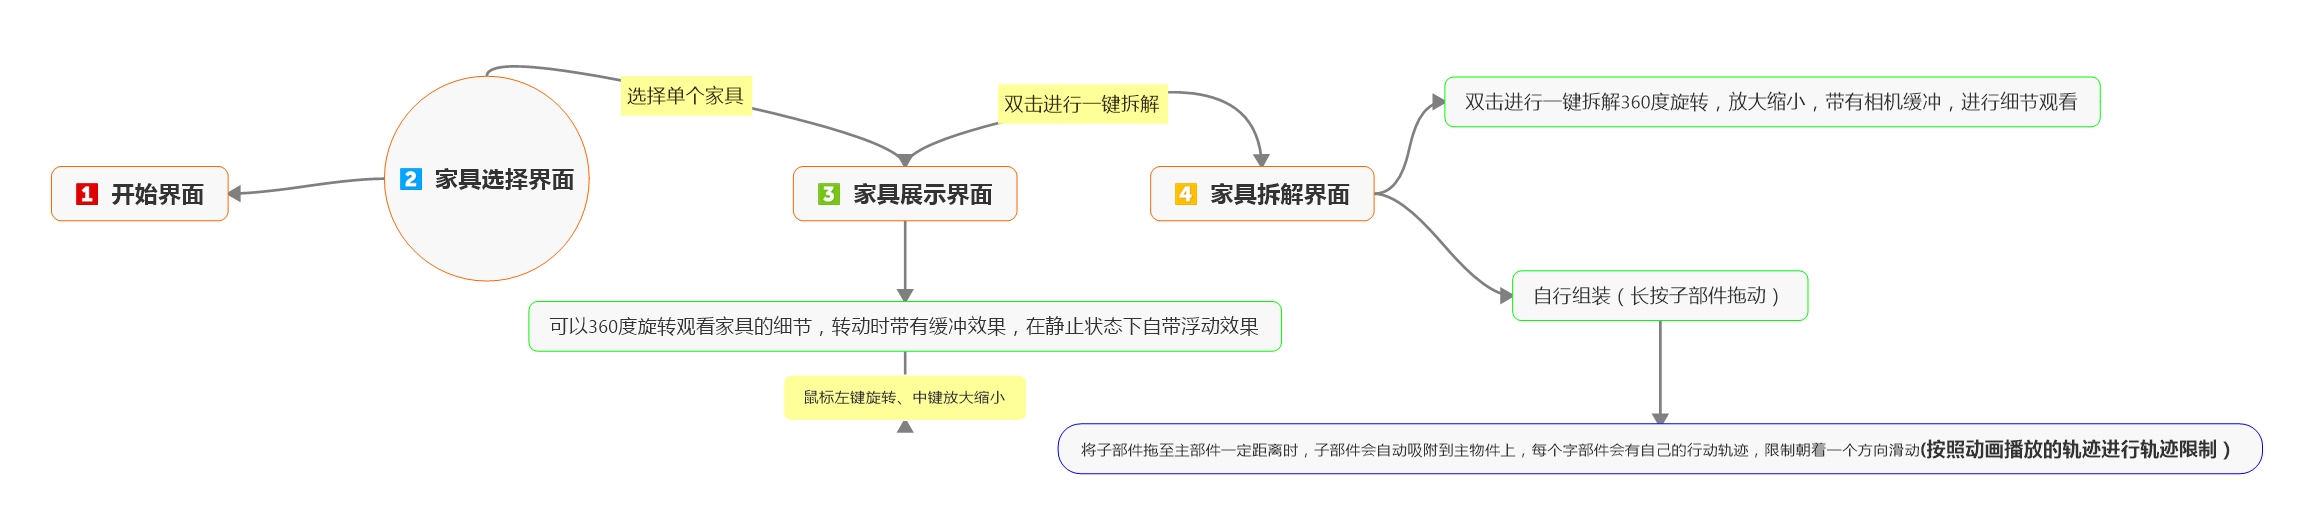 1 开始界面
2 家具选择界面
选择单个家具
3 家具展示界面
双击进行一键拆解
4 家具拆解界面
双击进行一键拆解360度旋转，放大缩小，带有相机缓冲，进行细节观看
自行组装（长按子部件拖动）
可以360度旋转观看家具的细节，转动时带有缓冲效果，在静止状态下自带浮动效果
鼠标左键旋转、中键放大缩小
将子部件拖至主部件一定距离时，子部件会自动吸附到主物件上，每个字部件会有自己的行动轨迹，限制朝着一个方向滑动(按照动画播放的轨迹进行轨迹限制）